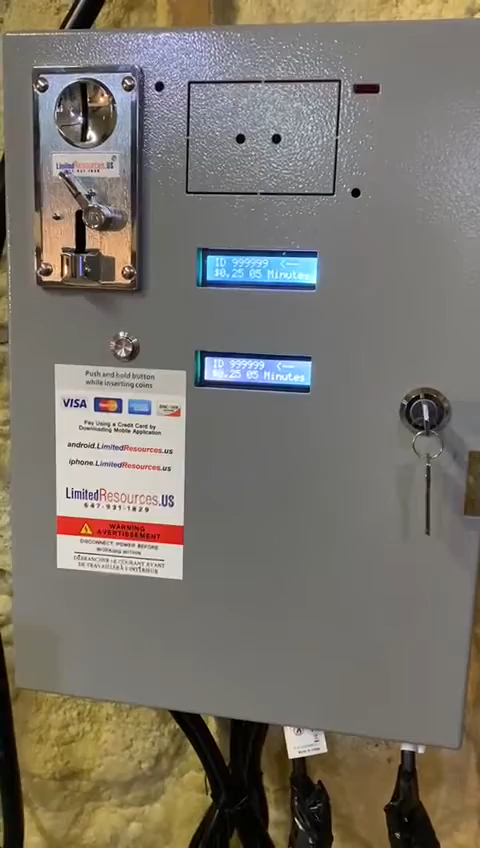 LimitedResources.US
ID 999999 <--
$0.25 05 Minutes
ID 999999 <--
$0.25 05 Minutes
Push and hold button
while inserting coins
VISA
Pay Using a Credit Card by
Downloading Mobile Application
android.LimitedResources.us
iphone.LimitedResources.us
LimitedResources.US
647-931-1829
WARNING
AVERTISSEMENT
DISCONNECT POWER BEFORE
WORKING WITHIN
DÉBRANCHER LE COURANT AVANT
DE TRAVAILLER À L'INTÉRIEUR